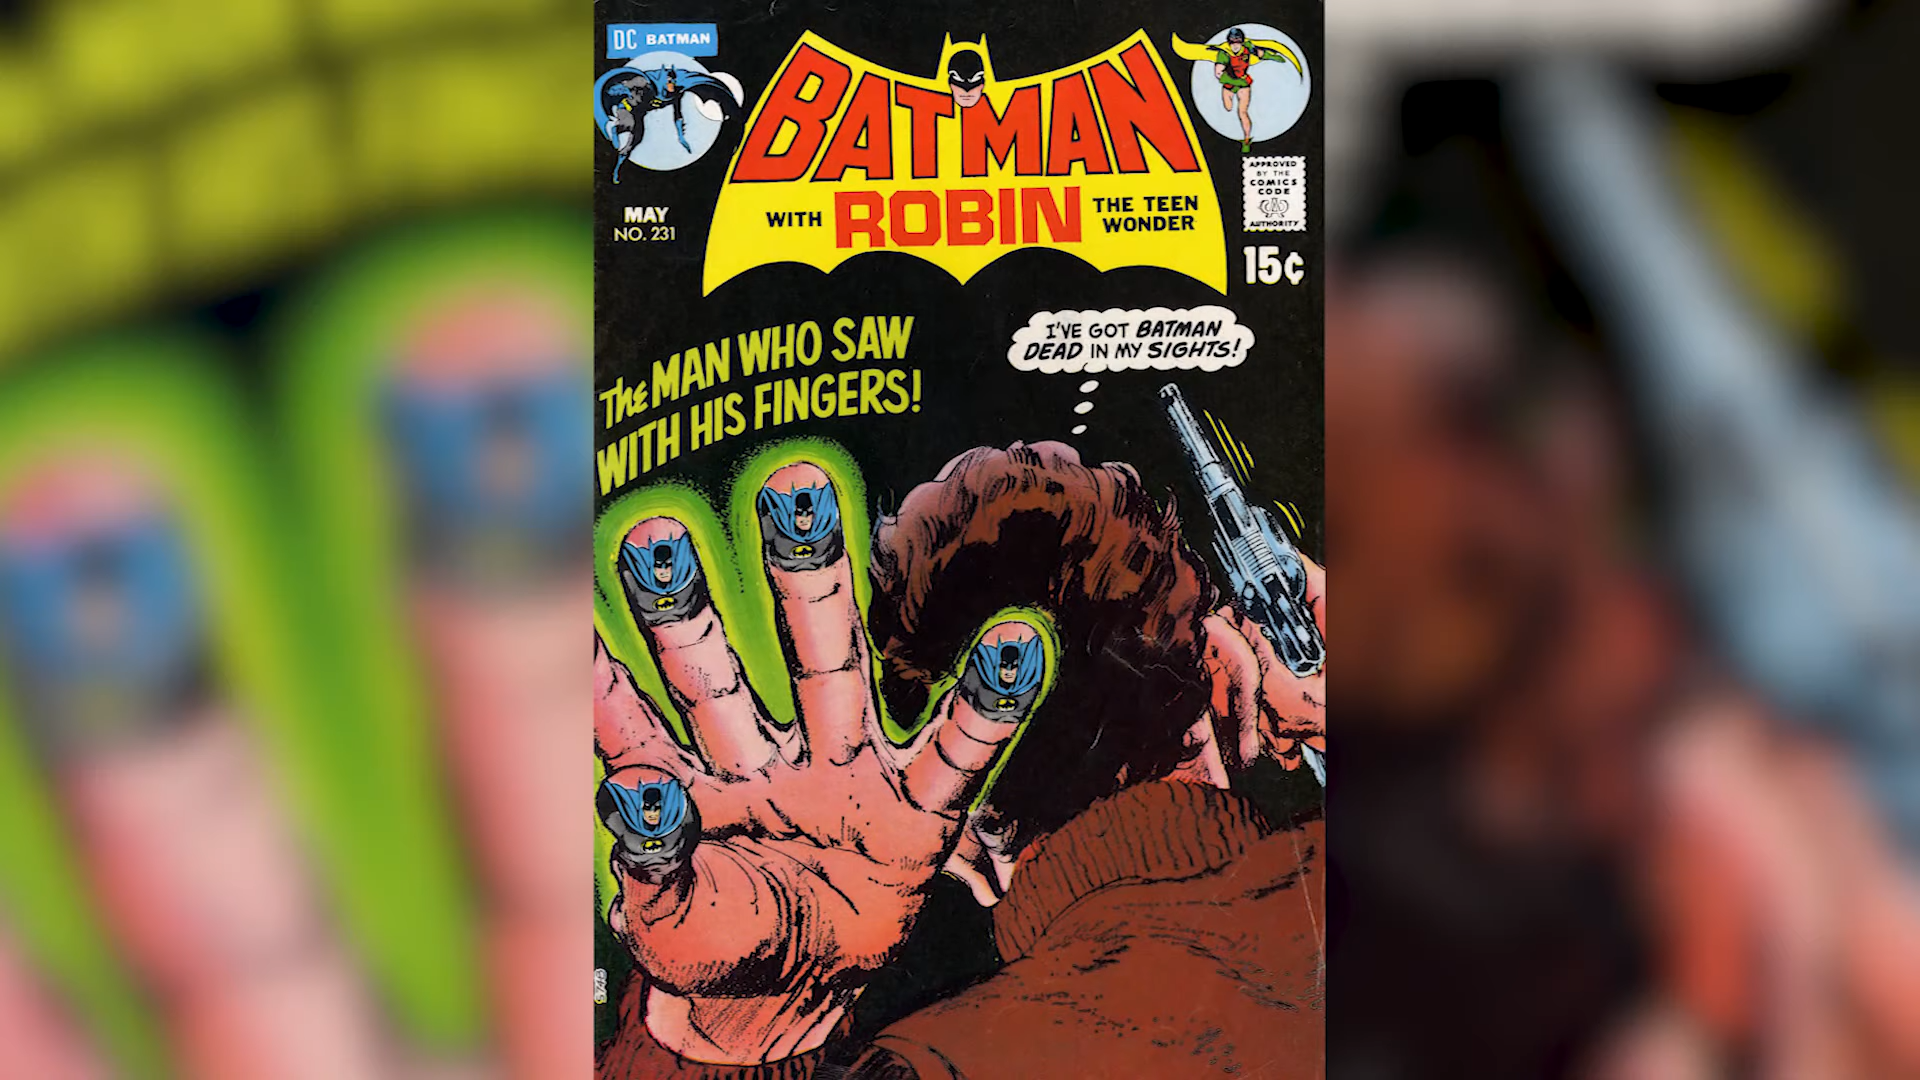 DC BATMAN
BATMAN
WITH ROBIN THE TEEN
WONDER
MAY
NO. 231
APPROVED
BY THE
COMICS
CODE
AUTHORITY
15¢
The MAN WHO SAW
WITH HIS FINGERS!
I'VE GOT BATMAN
DEAD IN MY SIGHTS!